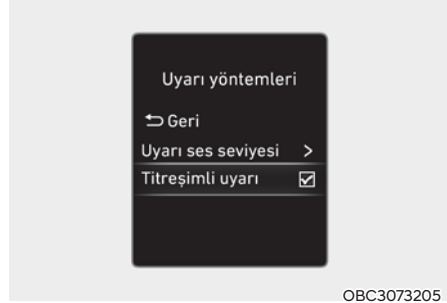 Uyarı yöntemleri
Geri
Uyarı ses seviyesi >
Titreşimli uyarı
OBC3073205